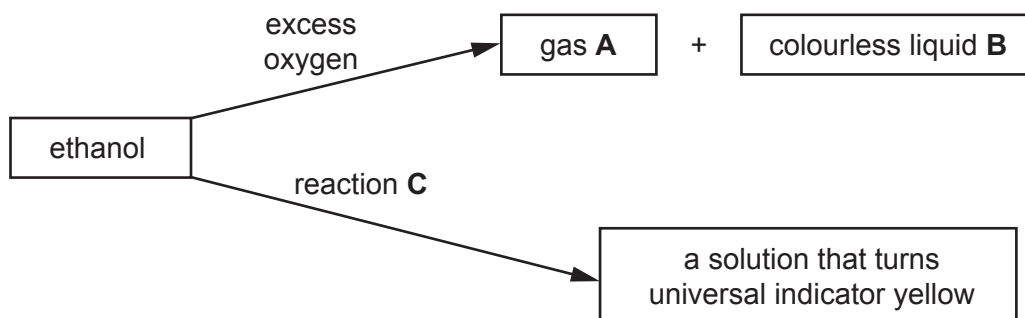 excess
oxygen
gas A + colourless liquid B
ethanol
reaction C
a solution that turns
universal indicator yellow